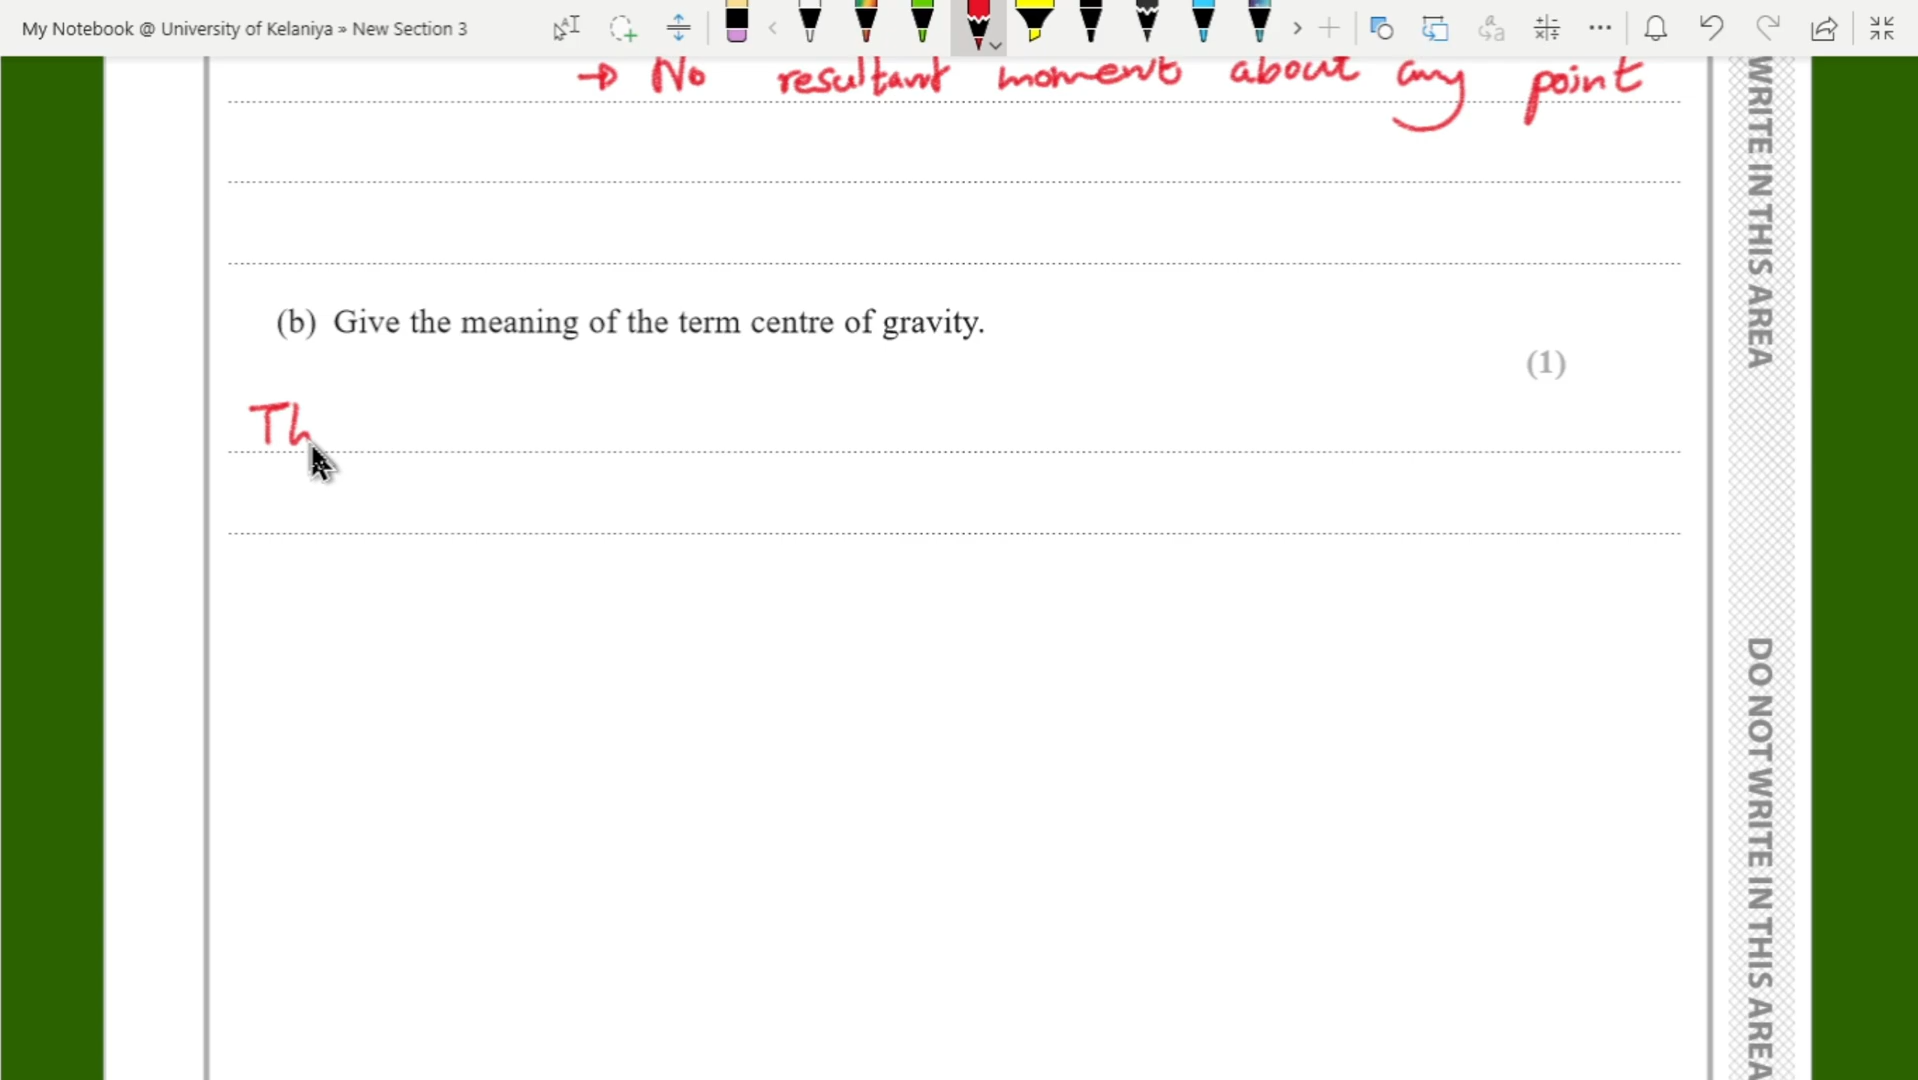 My Notebook @ University of Kelaniya » New Section 3
→ No resultant moment about any point
(b) Give the meaning of the term centre of gravity.
(1)
Th
WRITE IN THIS AREA
DO NOT WRITE IN THIS AREA